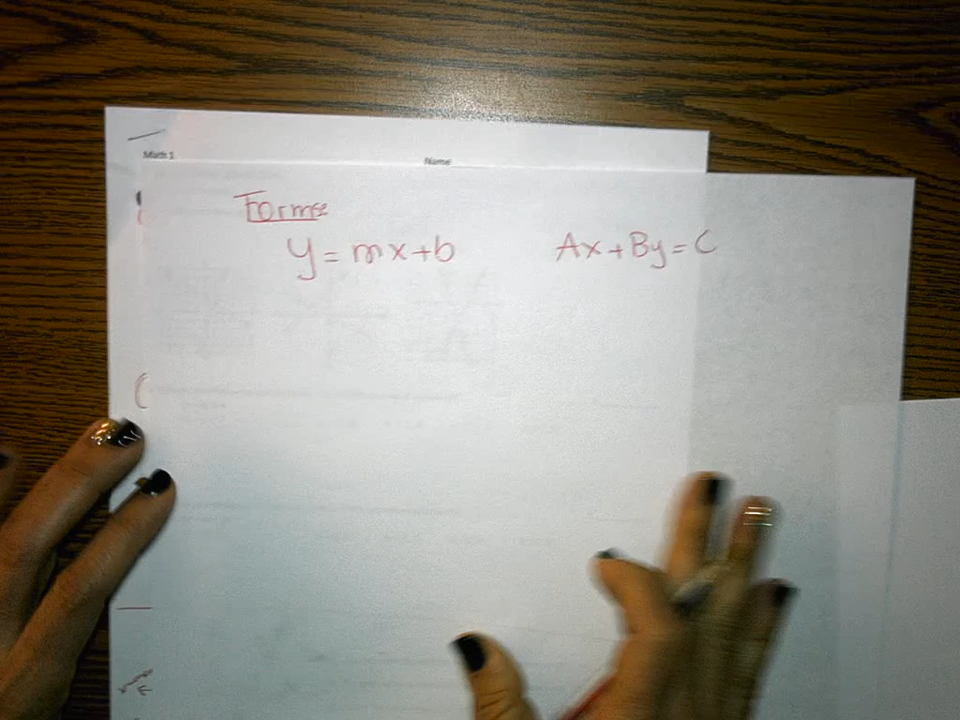 Math 1 Name
Forms
y = mx + b Ax + By = C